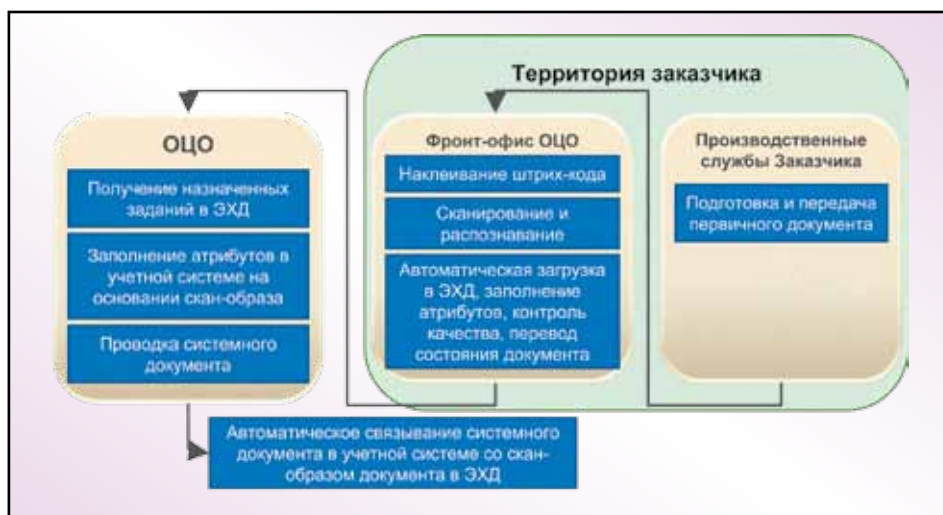 Территория заказчика
ОЦО
Получение назначенных
заданий в ЭХД
Заполнение атрибутов в
учетной системе на
основании скан-образа
Проводка системного
документа
Фронт-офис ОЦО
Наклеивание штрих-кода
Сканирование и
распознавание
Автоматическая загрузка
в ЭХД, заполнение
атрибутов, контроль
качества, перевод
состояния документа
Производственные
службы Заказчика
Подготовка и передача
первичного документа
Автоматическое связывание системного
документа в учетной системе со скан-
образом документа в ЭХД